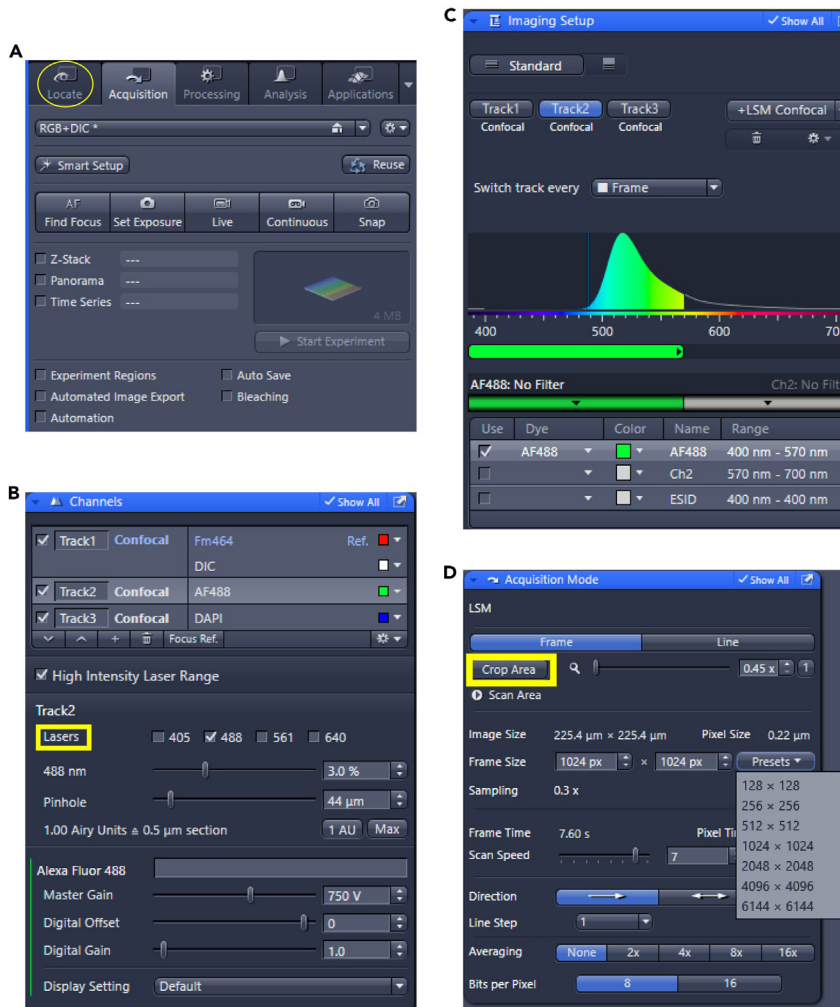 A
Locate Acquisition Processing Analysis Applications
RGB+DIC *
Smart Setup Reuse
AF
Find Focus Set Exposure Live Continuous Snap
Z-Stack ---
Panorama ---
Time Series ---
4 MB
Start Experiment
Experiment Regions Auto Save
Automated Image Export Bleaching
Automation
B
Channels Show All
Track1 Confocal Fm464 Ref.
DIC
Track2 Confocal AF488
Track3 Confocal DAPI
+ Focus Ref.
High Intensity Laser Range
Track2
Lasers 405 488 561 640
488 nm 3.0 %
Pinhole 44 µm
1.00 Airy Units ≙ 0.5 µm section 1 AU Max
Alexa Fluor 488
Master Gain 750 V
Digital Offset 0
Digital Gain 1.0
Display Setting Default
C
Imaging Setup Show All
Standard
Track1 Track2 Track3 +LSM Confocal
Confocal Confocal Confocal
Switch track every Frame
400 500 600 70
AF488: No Filter Ch2: No Filt
Use Dye Color Name Range
AF488 AF488 400 nm - 570 nm
Ch2 570 nm - 700 nm
ESID 400 nm - 400 nm
D
Acquisition Mode Show All
LSM
Frame Line
Crop Area 0.45 x 1
Scan Area
Image Size 225.4 µm × 225.4 µm Pixel Size 0.22 µm
Frame Size 1024 px × 1024 px Presets
Sampling 0.3 x
128 × 128
256 × 256
512 × 512
1024 × 1024
2048 × 2048
4096 × 4096
6144 × 6144
Frame Time 7.60 s Pixel Ti
Scan Speed 7
Direction
Line Step 1
Averaging None 2x 4x 8x 16x
Bits per Pixel 8 16